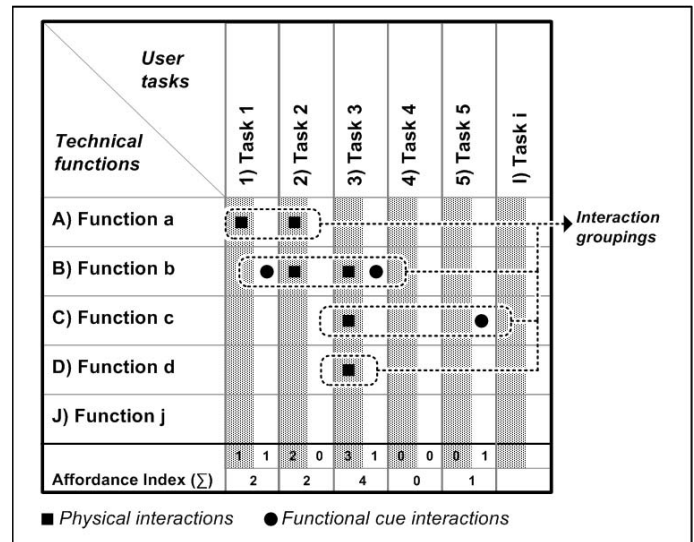 User
tasks
Technical
functions
1) Task 1
2) Task 2
3) Task 3
4) Task 4
5) Task 5
I) Task i
A) Function a
Interaction
groupings
B) Function b
C) Function c
D) Function d
J) Function j
1 1 2 0 3 1 0 0 0 1
Affordance Index (∑) 2 2 4 0 1
Physical interactions Functional cue interactions